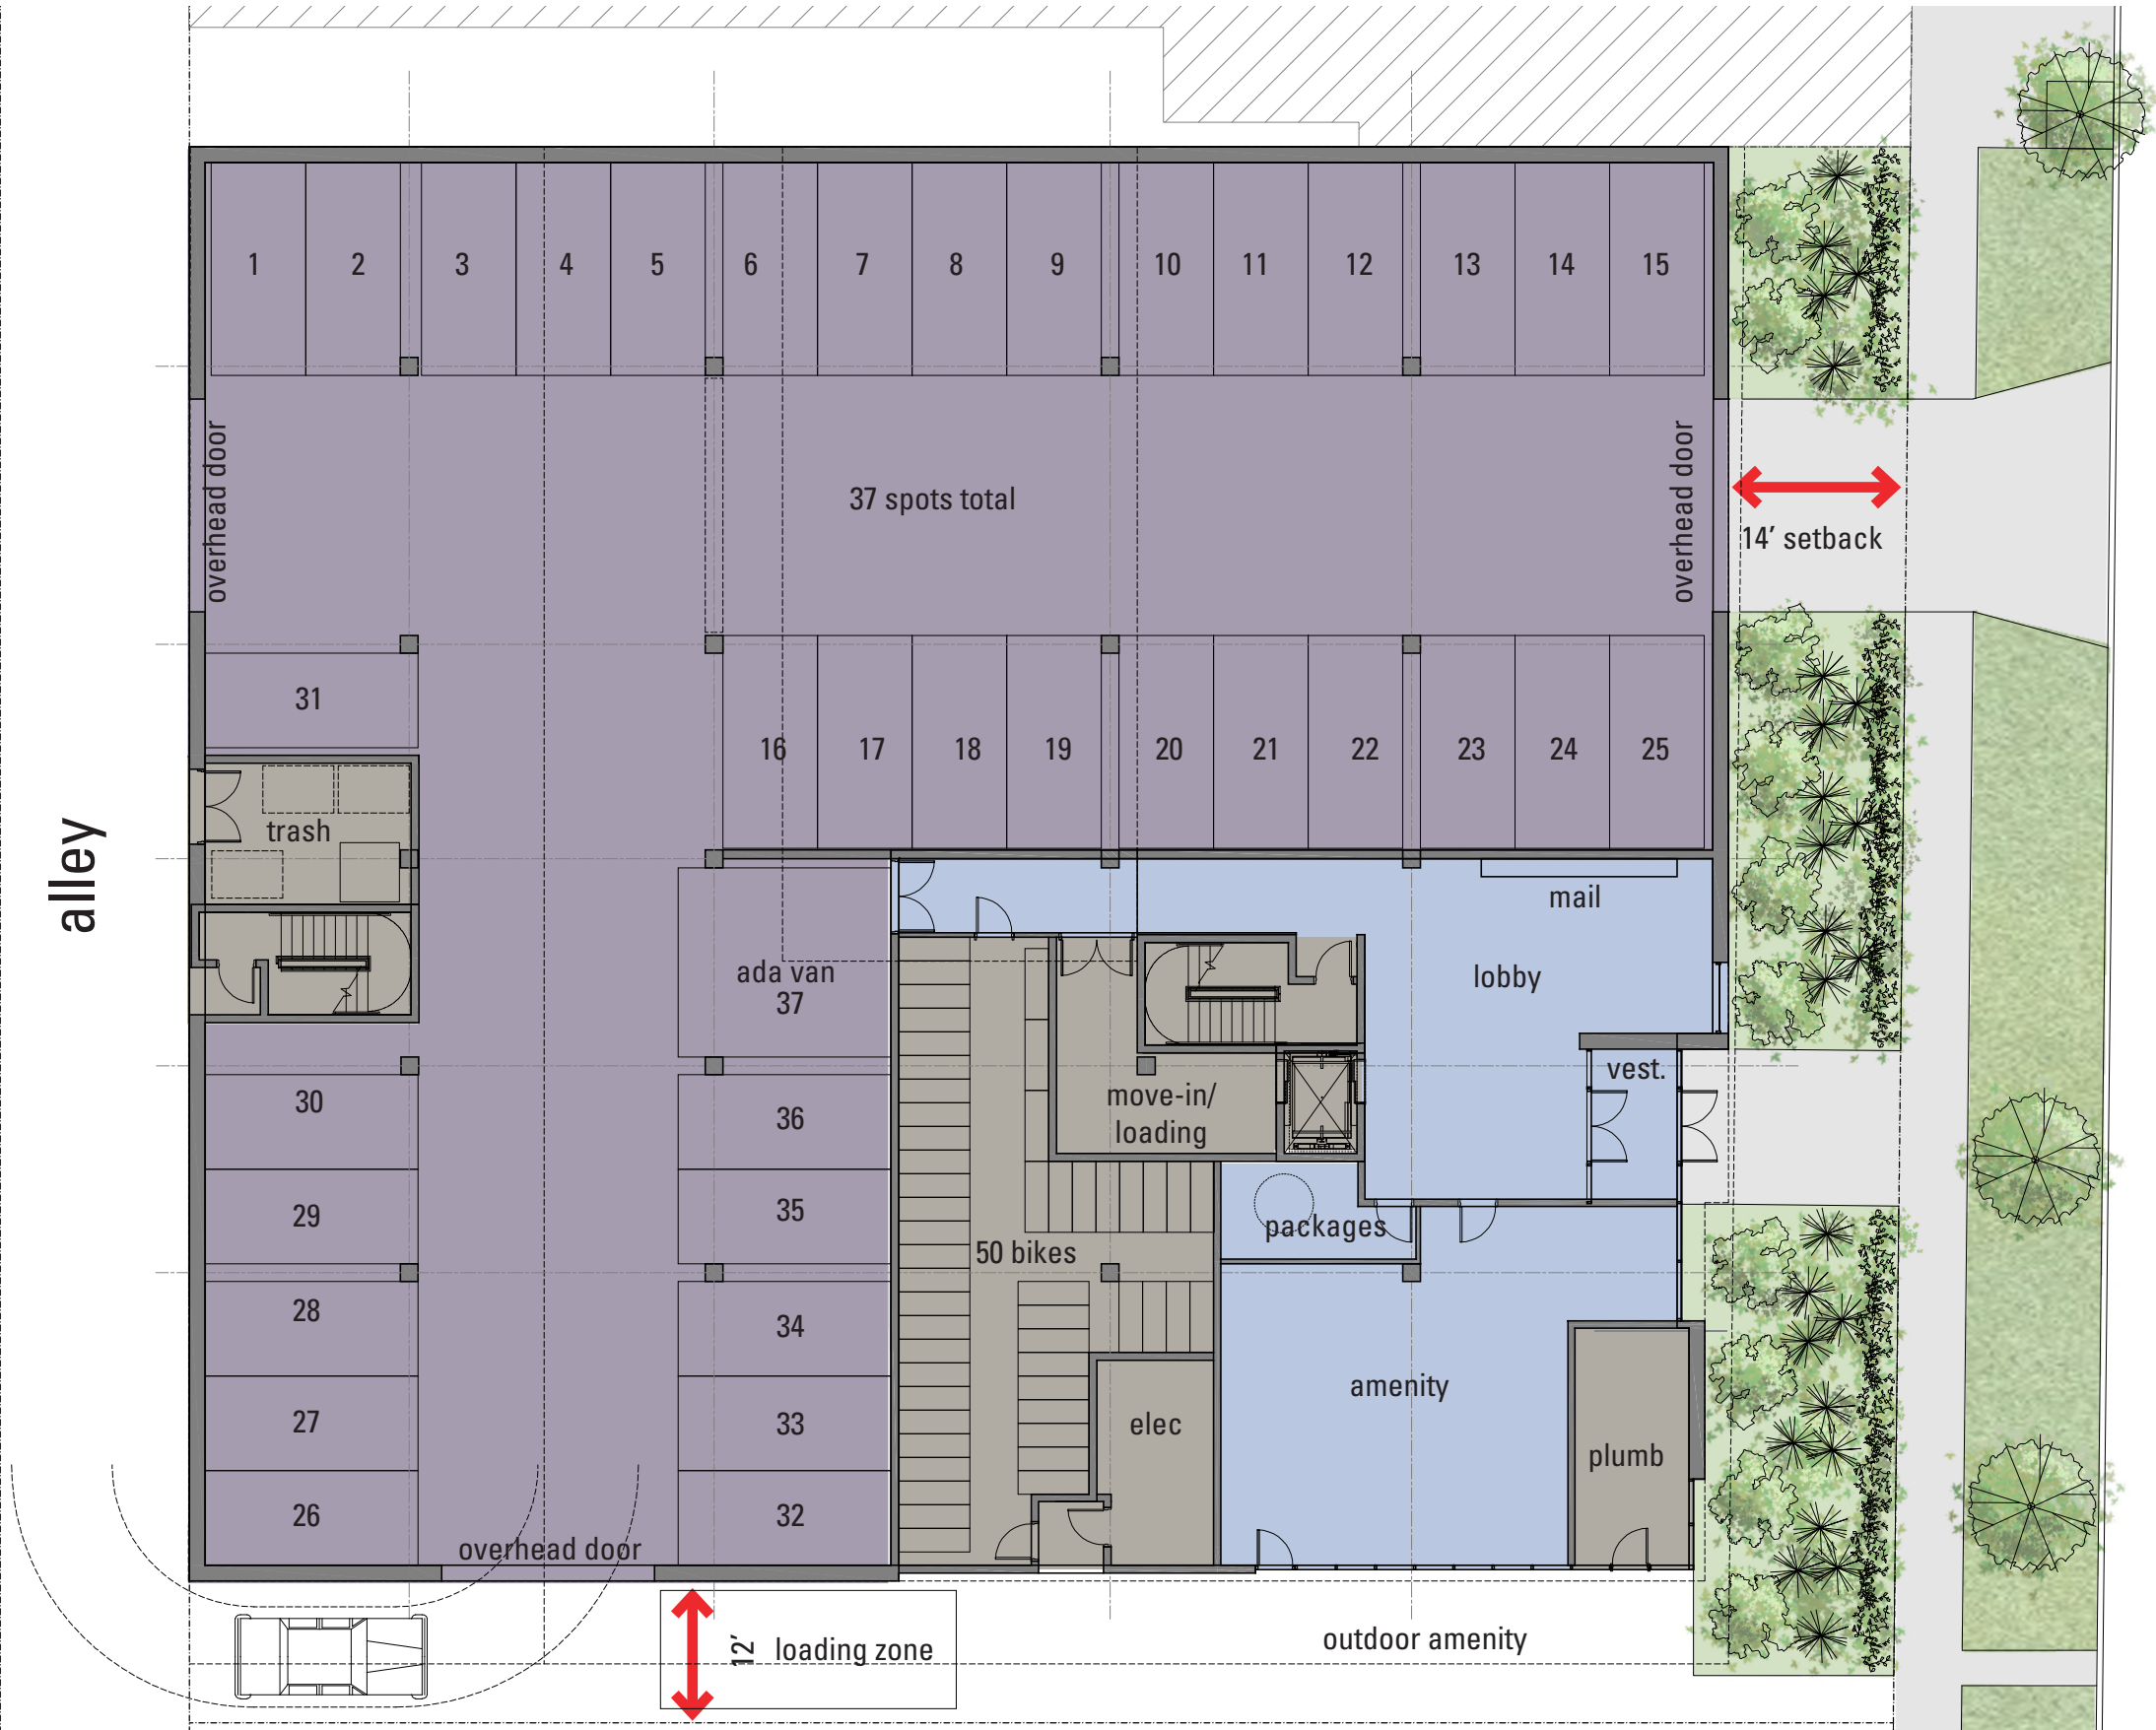 1 2 3 4 5 6 7 8 9 10 11 12 13 14 15
overhead door
37 spots total
overhead door
14’ setback
31
16 17 18 19 20 21 22 23 24 25
alley
trash
mail
ada van
37
lobby
vest.
30
36
move-in/
loading
29
35
packages
50 bikes
28
34
amenity
27
33
elec
plumb
26
32
overhead door
12’
loading zone
outdoor amenity